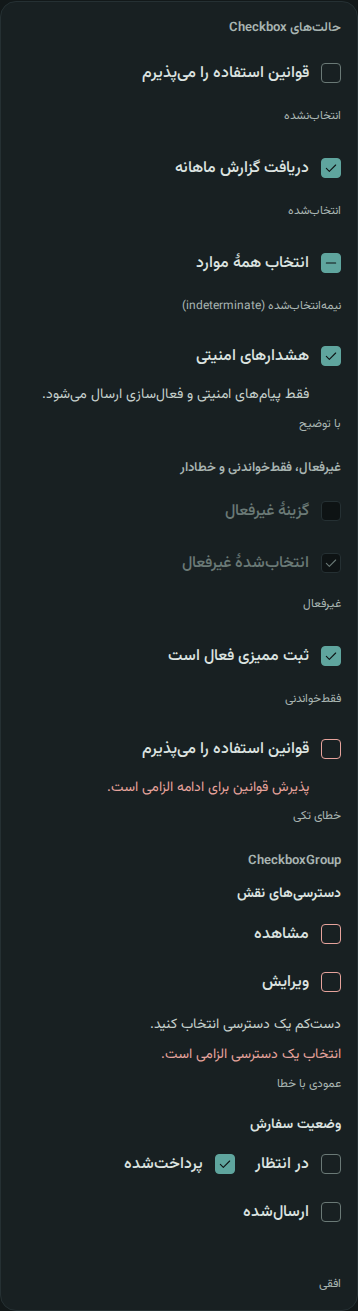 حالت‌های Checkbox
قوانین استفاده را می‌پذیرم
انتخاب‌نشده
دریافت گزارش ماهانه
انتخاب‌شده
انتخاب همهٔ موارد
نیمه‌انتخاب‌شده (indeterminate)
هشدارهای امنیتی
فقط پیام‌های امنیتی و فعال‌سازی ارسال می‌شود.
با توضیح
غیرفعال، فقط‌خواندنی و خطادار
گزینهٔ غیرفعال
انتخاب‌شدهٔ غیرفعال
غیرفعال
ثبت ممیزی فعال است
فقط‌خواندنی
قوانین استفاده را می‌پذیرم
پذیرش قوانین برای ادامه الزامی است.
خطای تکی
CheckboxGroup
دسترسی‌های نقش
مشاهده
ویرایش
دست‌کم یک دسترسی انتخاب کنید.
انتخاب یک دسترسی الزامی است.
عمودی با خطا
وضعیت سفارش
در انتظار پرداخت‌شده
ارسال‌شده
افقی